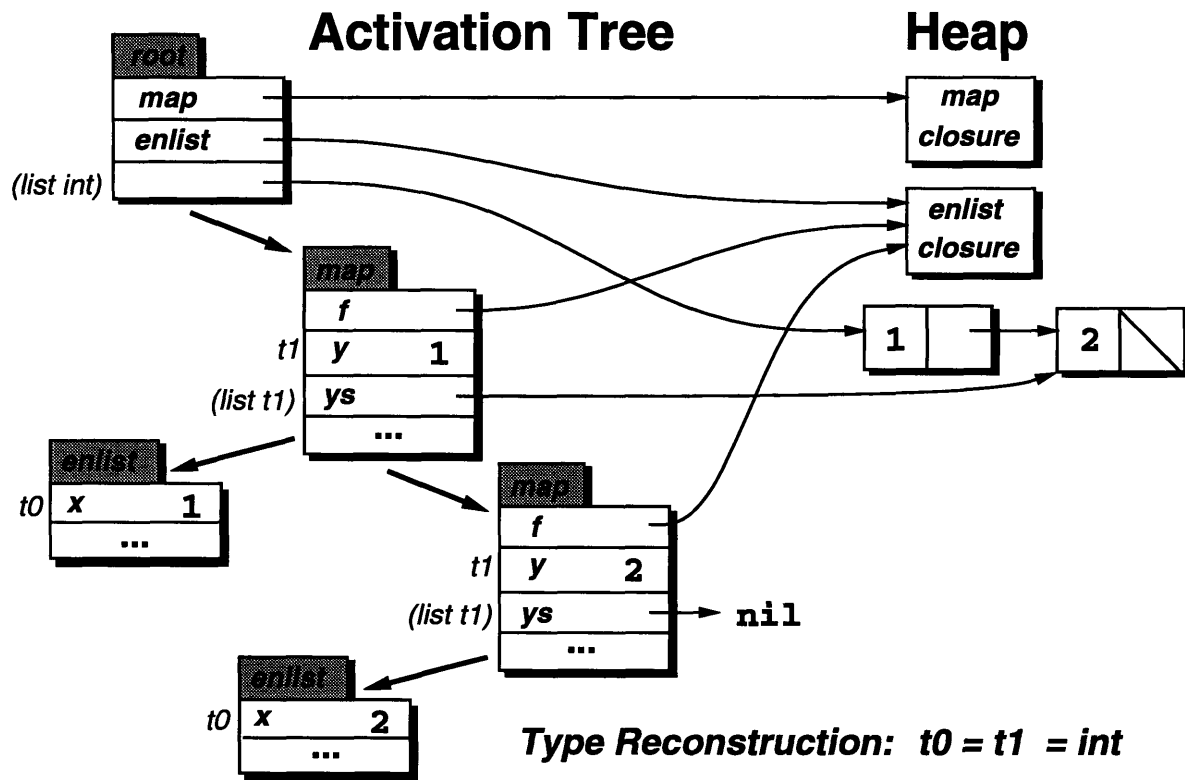 Activation Tree Heap
root
map
enlist
(list int)
map
closure
enlist
closure
map
f
t1 y 1
(list t1) ys
...
1
2
enlist
t0 x 1
...
map
f
t1 y 2
(list t1) ys
...
nil
enlist
t0 x 2
...
Type Reconstruction: t0 = t1 = int